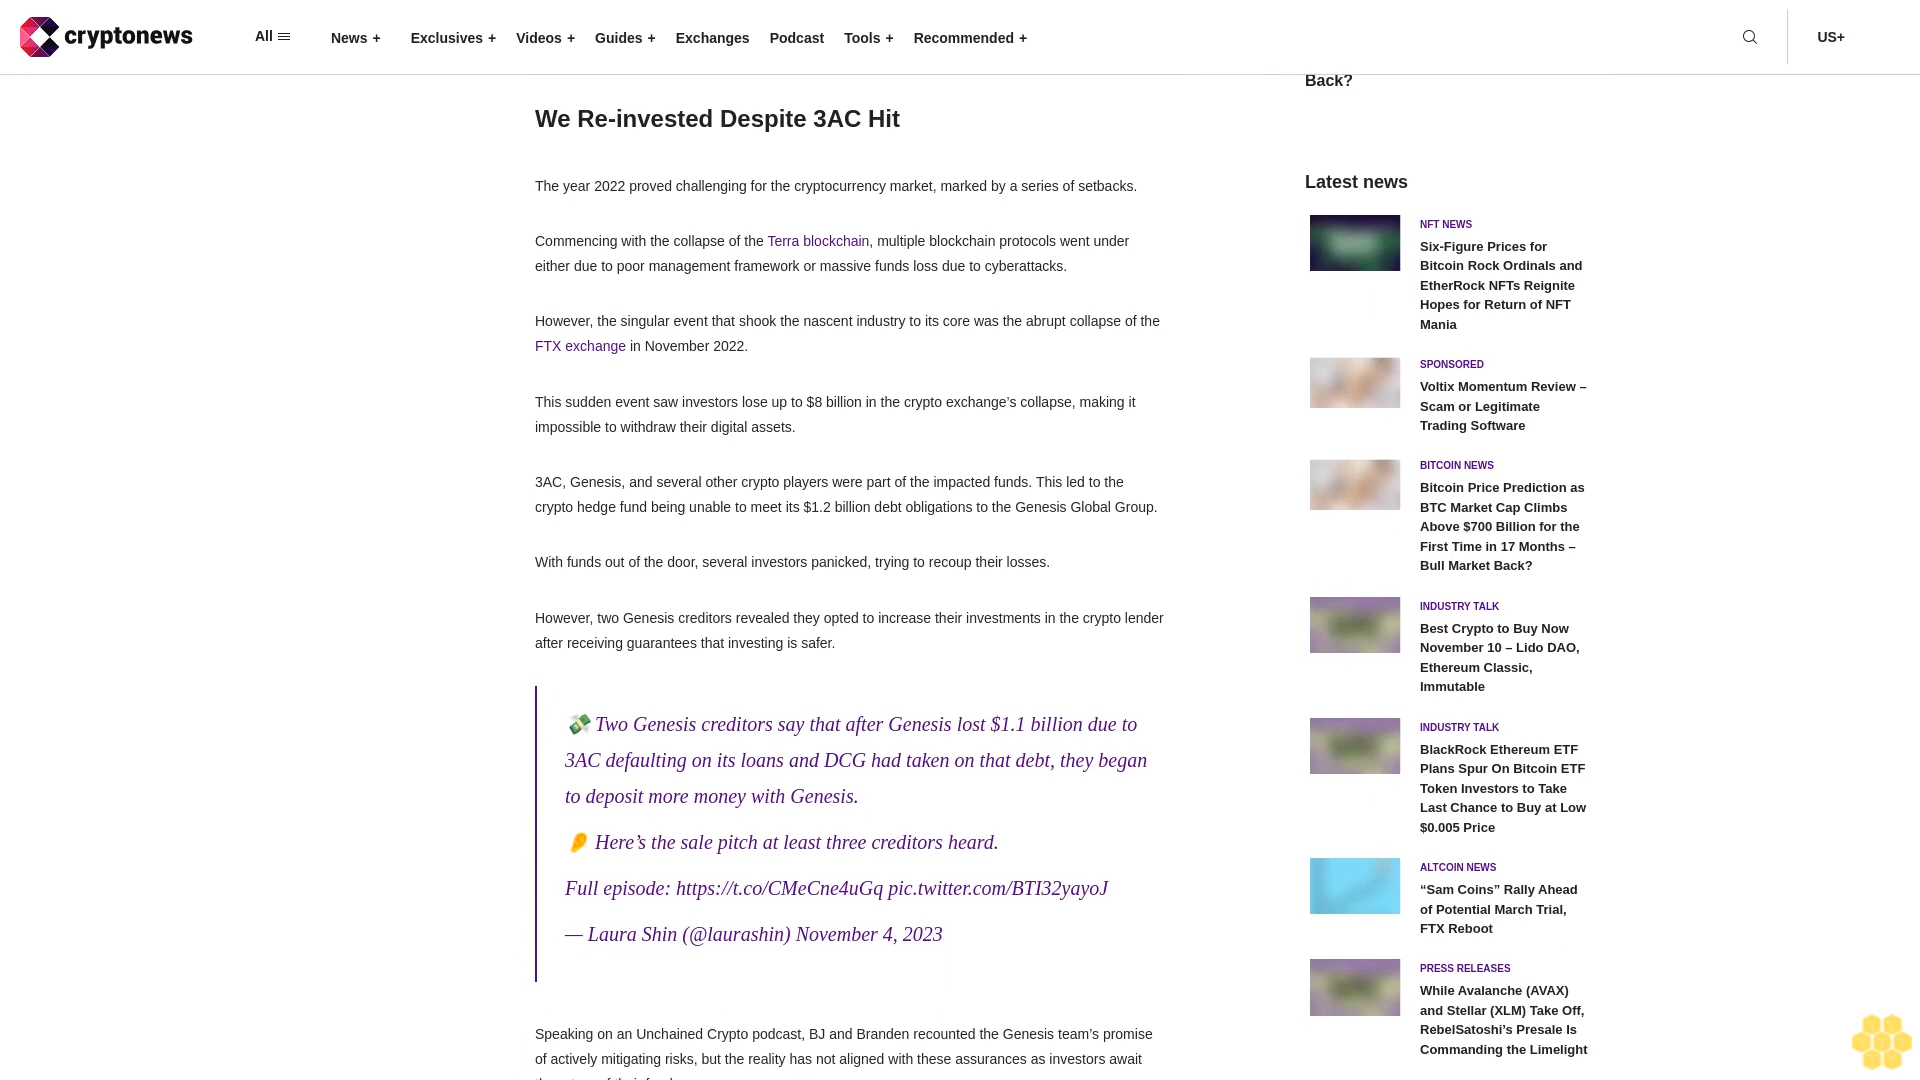 cryptonews
All
News +
Exclusives +
Videos +
Guides +
Exchanges
Podcast
Tools +
Recommended +
US+
We Re-invested Despite 3AC Hit
The year 2022 proved challenging for the cryptocurrency market, marked by a series of setbacks.
Commencing with the collapse of the Terra blockchain, multiple blockchain protocols went under
either due to poor management framework or massive funds loss due to cyberattacks.
However, the singular event that shook the nascent industry to its core was the abrupt collapse of the
FTX exchange in November 2022.
This sudden event saw investors lose up to $8 billion in the crypto exchange’s collapse, making it
impossible to withdraw their digital assets.
3AC, Genesis, and several other crypto players were part of the impacted funds. This led to the
crypto hedge fund being unable to meet its $1.2 billion debt obligations to the Genesis Global Group.
With funds out of the door, several investors panicked, trying to recoup their losses.
However, two Genesis creditors revealed they opted to increase their investments in the crypto lender
after receiving guarantees that investing is safer.
💸 Two Genesis creditors say that after Genesis lost $1.1 billion due to
3AC defaulting on its loans and DCG had taken on that debt, they began
to deposit more money with Genesis.
👂 Here’s the sale pitch at least three creditors heard.
Full episode: https://t.co/CMeCne4uGq pic.twitter.com/BTI32yayoJ
— Laura Shin (@laurashin) November 4, 2023
Speaking on an Unchained Crypto podcast, BJ and Branden recounted the Genesis team’s promise
of actively mitigating risks, but the reality has not aligned with these assurances as investors await
Back?
Latest news
NFT NEWS
Six-Figure Prices for
Bitcoin Rock Ordinals and
EtherRock NFTs Reignite
Hopes for Return of NFT
Mania
SPONSORED
Voltix Momentum Review –
Scam or Legitimate
Trading Software
BITCOIN NEWS
Bitcoin Price Prediction as
BTC Market Cap Climbs
Above $700 Billion for the
First Time in 17 Months –
Bull Market Back?
INDUSTRY TALK
Best Crypto to Buy Now
November 10 – Lido DAO,
Ethereum Classic,
Immutable
INDUSTRY TALK
BlackRock Ethereum ETF
Plans Spur On Bitcoin ETF
Token Investors to Take
Last Chance to Buy at Low
$0.005 Price
ALTCOIN NEWS
“Sam Coins” Rally Ahead
of Potential March Trial,
FTX Reboot
PRESS RELEASES
While Avalanche (AVAX)
and Stellar (XLM) Take Off,
RebelSatoshi’s Presale Is
Commanding the Limelight